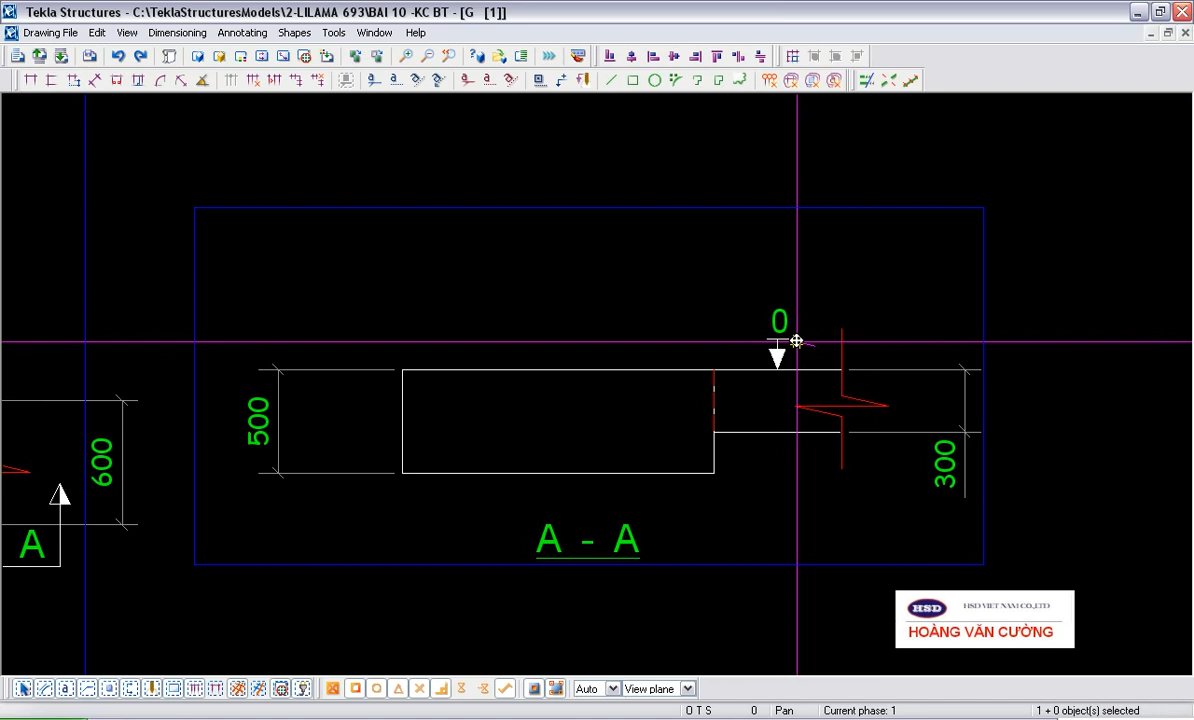 Tekla Structures - C:\TeklaStructuresModels\2-LILAMA 693\BAI 10 -KC BT - [G [1]]
Drawing File Edit View Dimensioning Annotating Shapes Tools Window Help
0
500
600
300
A
A - A
HSD
HSD VIET NAM CO.,LTD
HOÀNG VĂN CƯỜNG
Auto View plane
O T S 0 Pan Current phase: 1 1 + 0 object(s) selected